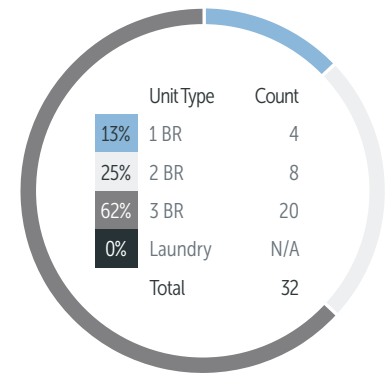 Unit Type Count
13% 1 BR 4
25% 2 BR 8
62% 3 BR 20
0% Laundry N/A
Total 32